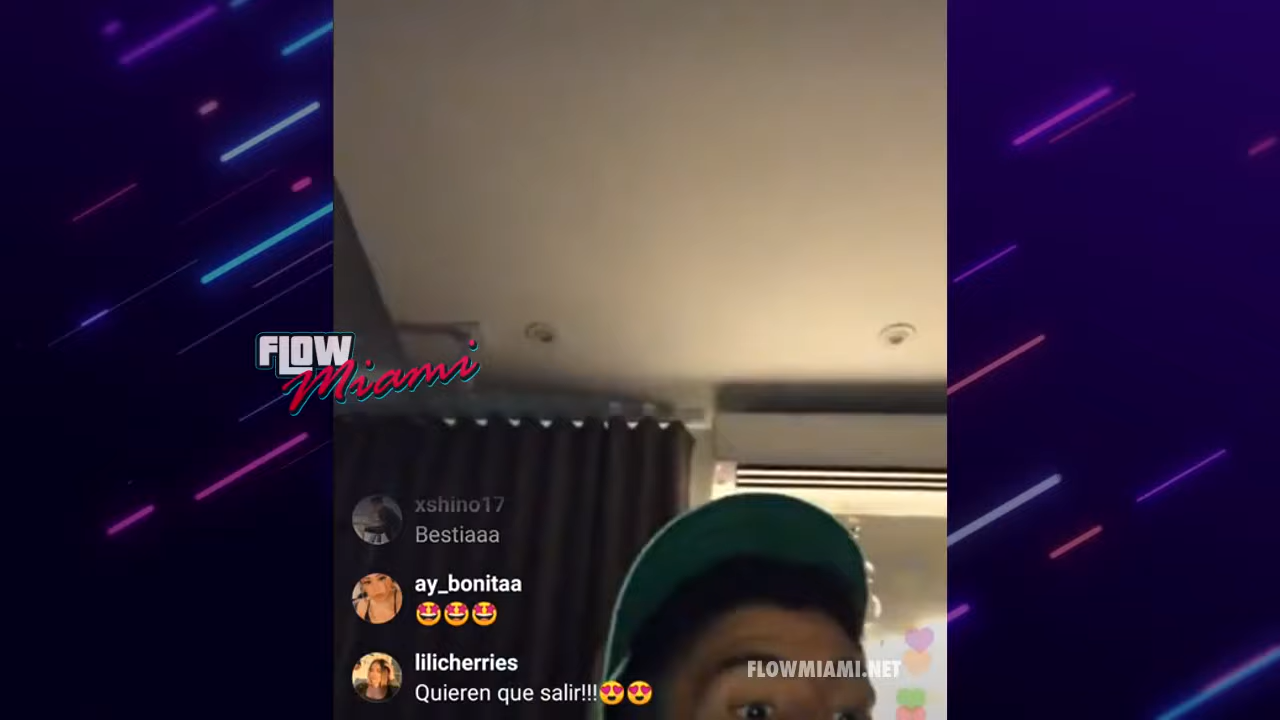 FLOW
Miami
xshino17
Bestiaaa
ay_bonitaa
🤩🤩🤩
lilicherries
Quieren que salir!!!😍😍
FLOWMIAMI.NET